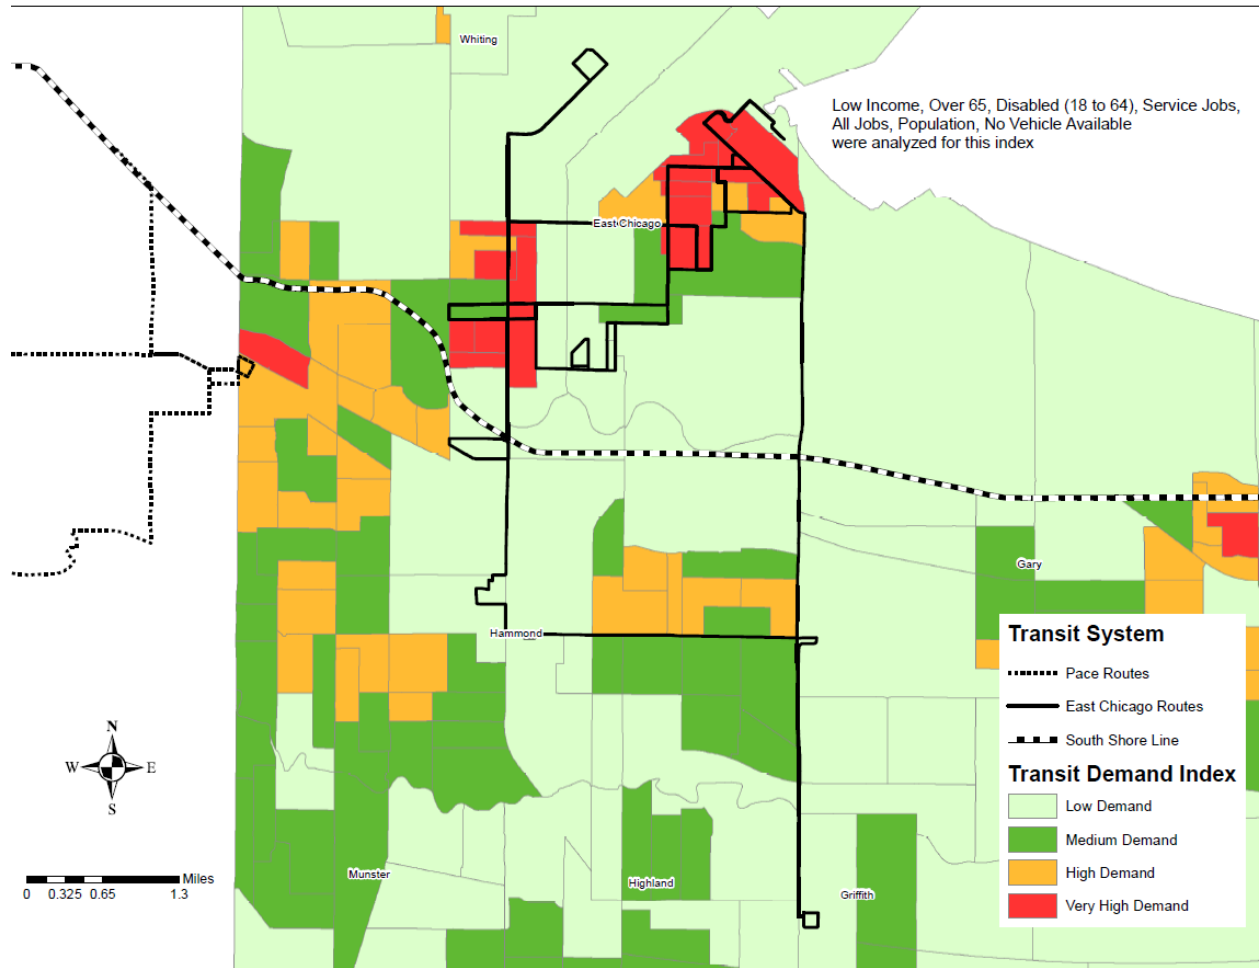 Whiting
Low Income, Over 65, Disabled (18 to 64), Service Jobs,
All Jobs, Population, No Vehicle Available
were analyzed for this index
East Chicago
Gary
Hammond
Transit System
Pace Routes
East Chicago Routes
South Shore Line
Transit Demand Index
Low Demand
Medium Demand
High Demand
Very High Demand
N
W E
S
Miles
0 0.325 0.65 1.3
Munster
Highland
Griffith